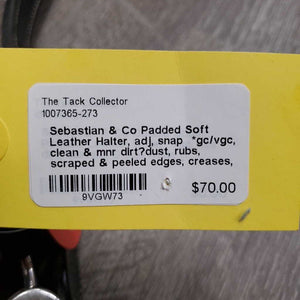 The Tack Collector
1007365-273
Sebastian & Co Padded Soft
Leather Halter, adj, snap *gc/vgc,
clean & mnr dirt?dust, rubs,
scraped & peeled edges, creases,
$70.00
9VGW73